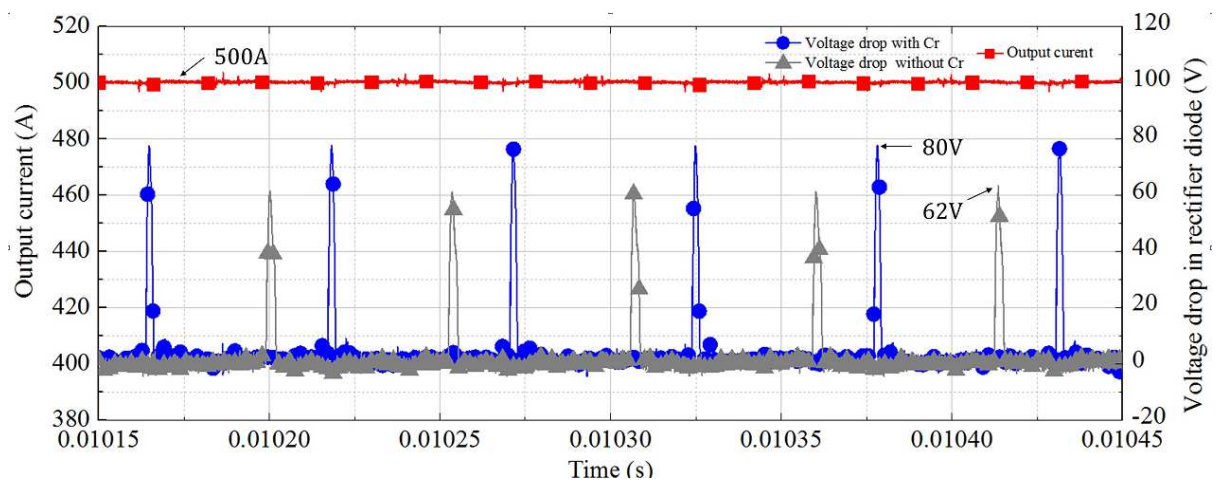 520
500
480
460
440
420
400
380
Output current (A)
500A
Voltage drop with Cr
Voltage drop without Cr
Output curent
80V
62V
120
100
80
60
40
20
0
-20
Voltage drop in rectifier diode (V)
0.01015
0.01020
0.01025
0.01030
0.01035
0.01040
0.01045
Time (s)